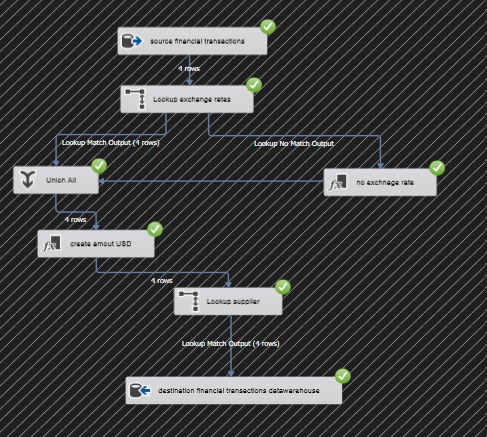 source financial transactions
4 rows
Lookup exchange rates
Lookup Match Output (4 rows)
Lookup No Match Output
Union All
no exchnage rate
4 rows
create amout USD
4 rows
Lookup supplier
Lookup Match Output (4 rows)
destination financial transactions datawarehouse